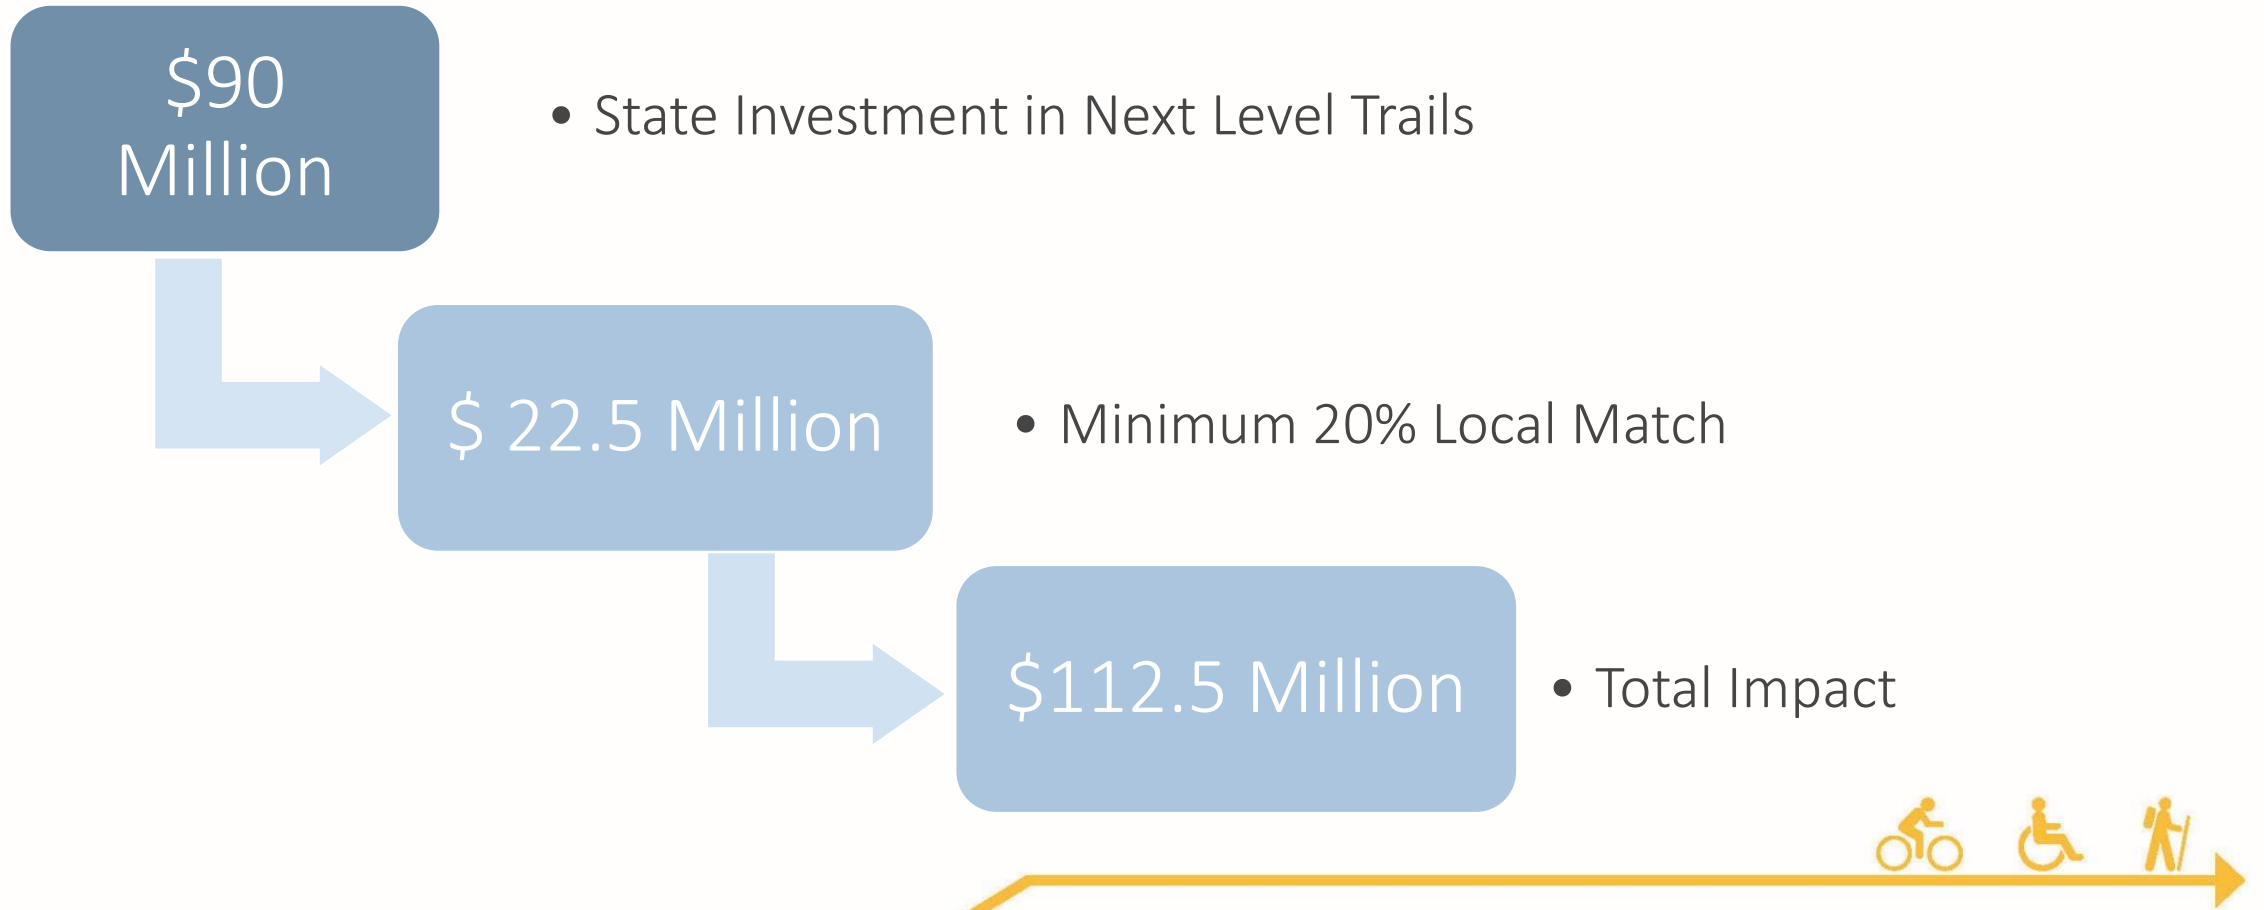 $90
Million
• State Investment in Next Level Trails
$ 22.5 Million
• Minimum 20% Local Match
$112.5 Million
• Total Impact